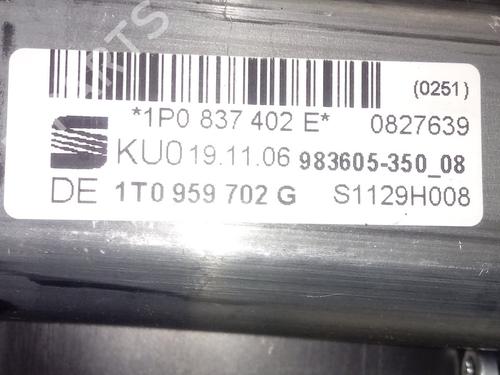 (0251)
*1P0 837 402 E* 0827639
KU0 19.11.06 983605-350_08
DE 1T0 959 702 G S1129H008